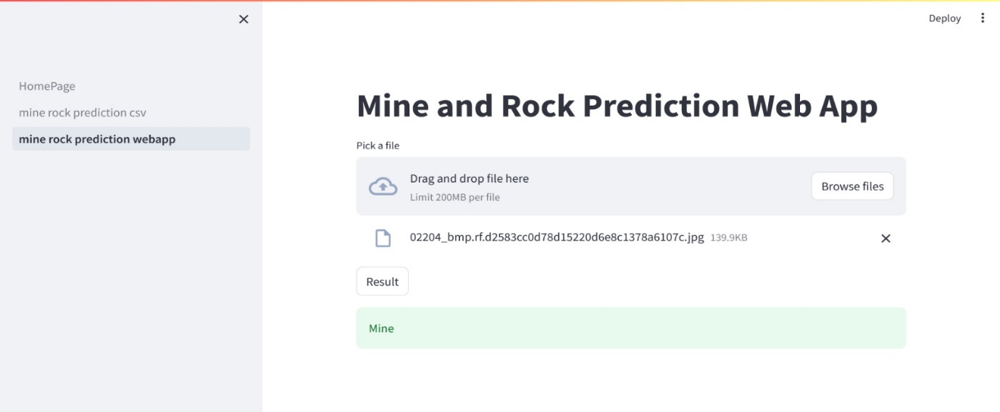 Deploy
HomePage
mine rock prediction csv
mine rock prediction webapp
Mine and Rock Prediction Web App
Pick a file
Drag and drop file here
Limit 200MB per file
Browse files
02204_bmp.rf.d2583cc0d78d15220d6e8c1378a6107c.jpg 139.9KB
Result
Mine